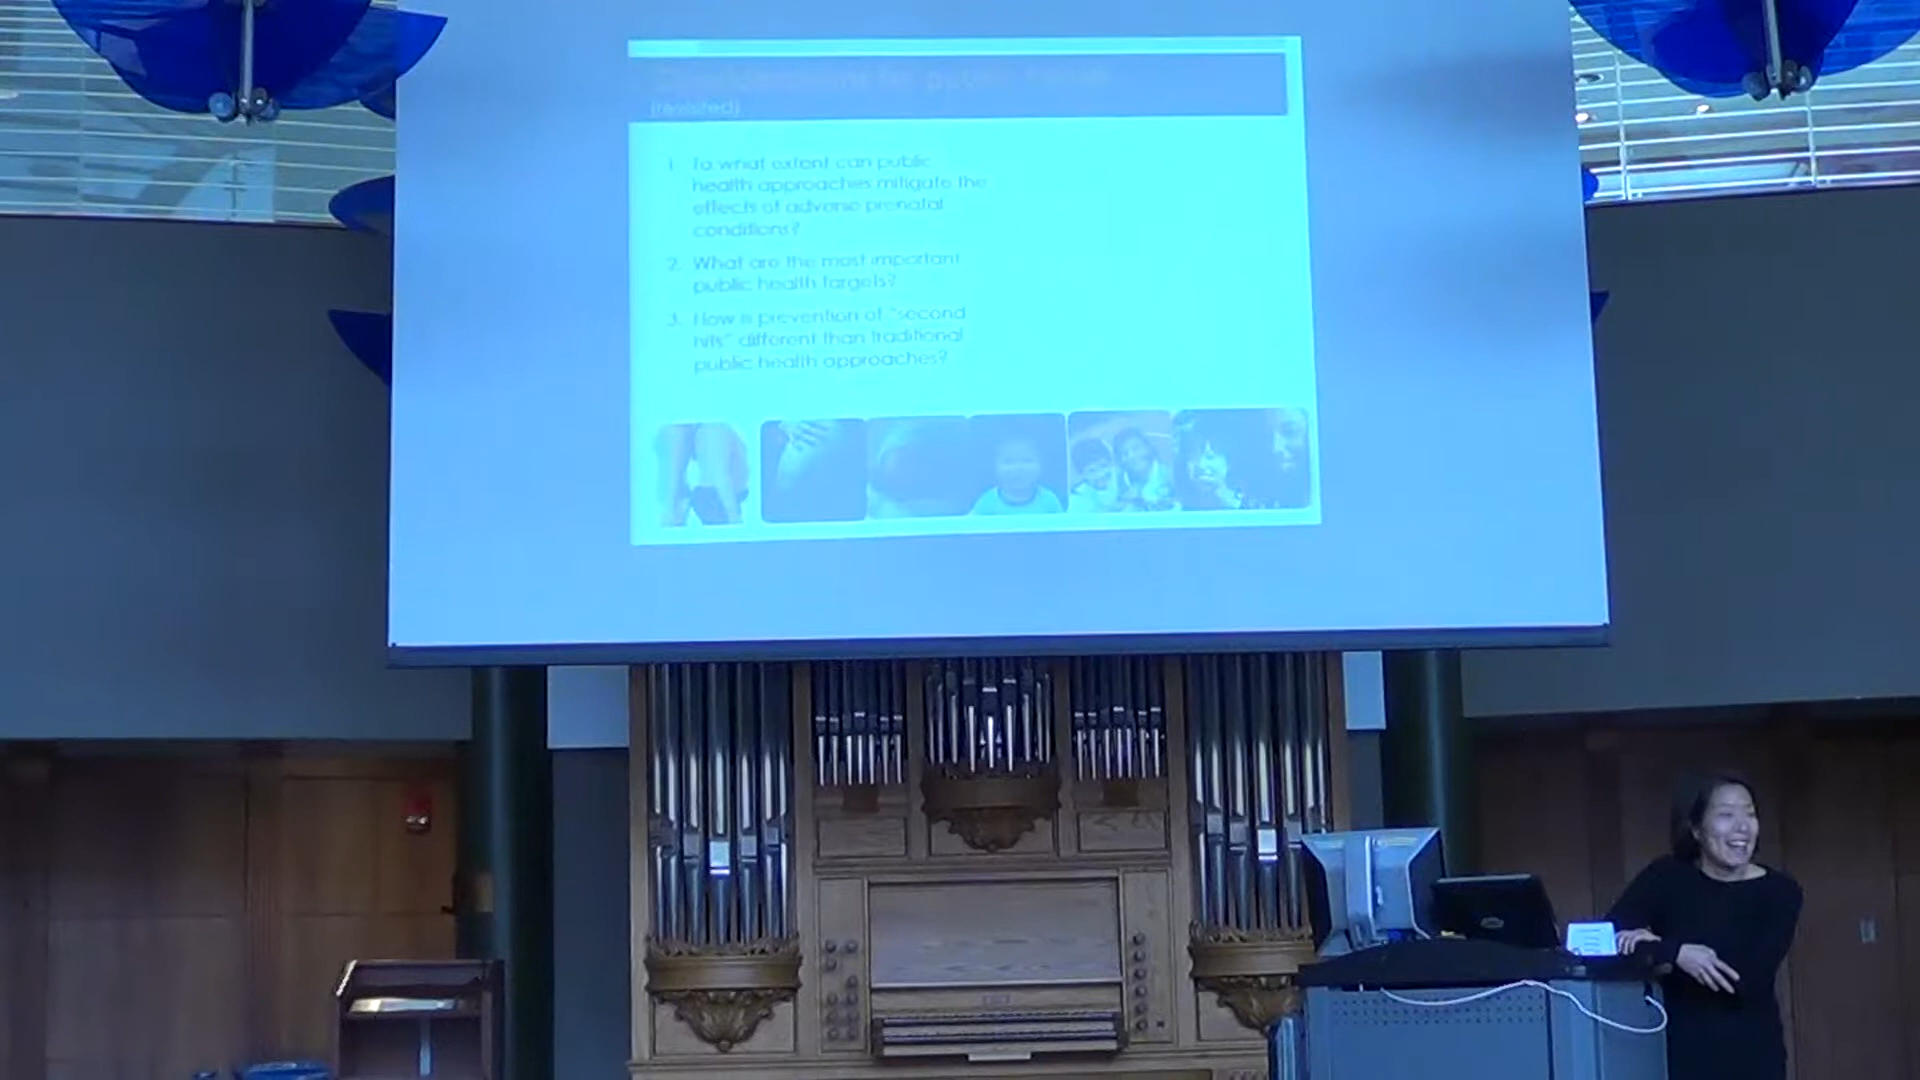 (revisited)
1. To what extent can public
health approaches mitigate the
effects of adverse prenatal
conditions?
2. What are the most important
public health targets?
3. How is prevention of "second
hits" different than traditional
public health approaches?